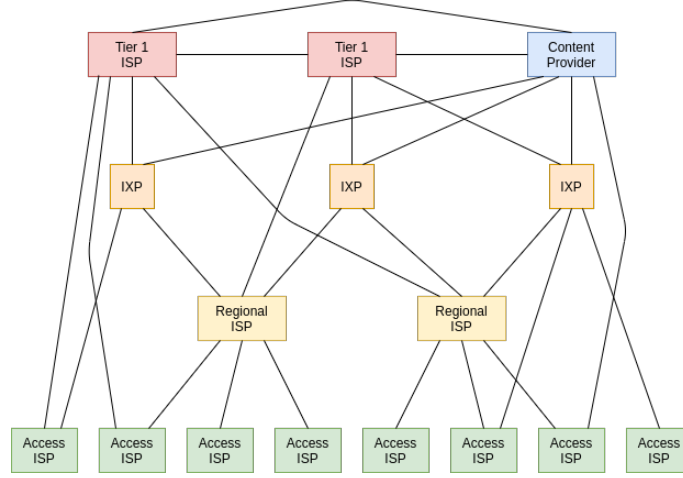 Tier 1
ISP
Tier 1
ISP
Content
Provider
IXP
IXP
IXP
Regional
ISP
Regional
ISP
Access
ISP
Access
ISP
Access
ISP
Access
ISP
Access
ISP
Access
ISP
Access
ISP
Access
ISP